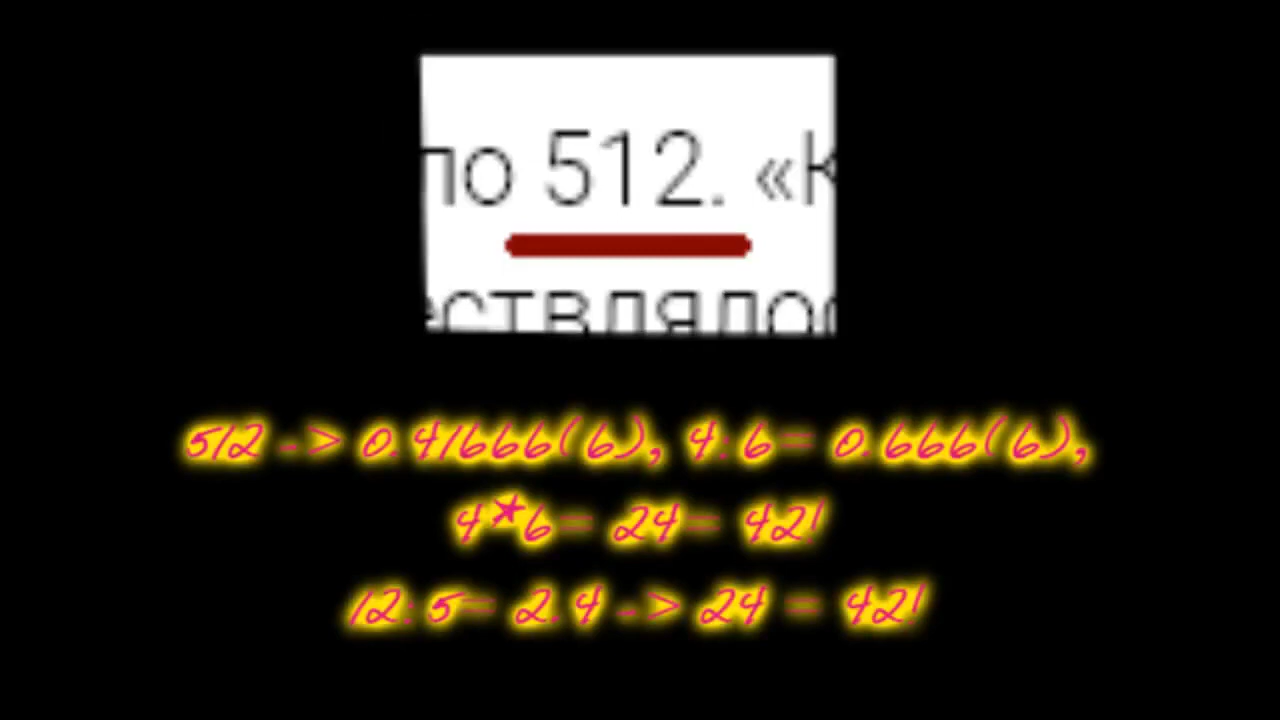 по 512. «К
ствляло
512 -> 0.41666(6), 4:6= 0.666(6),
4*6= 24= 42!
12:5= 2.4 -> 24 = 42!